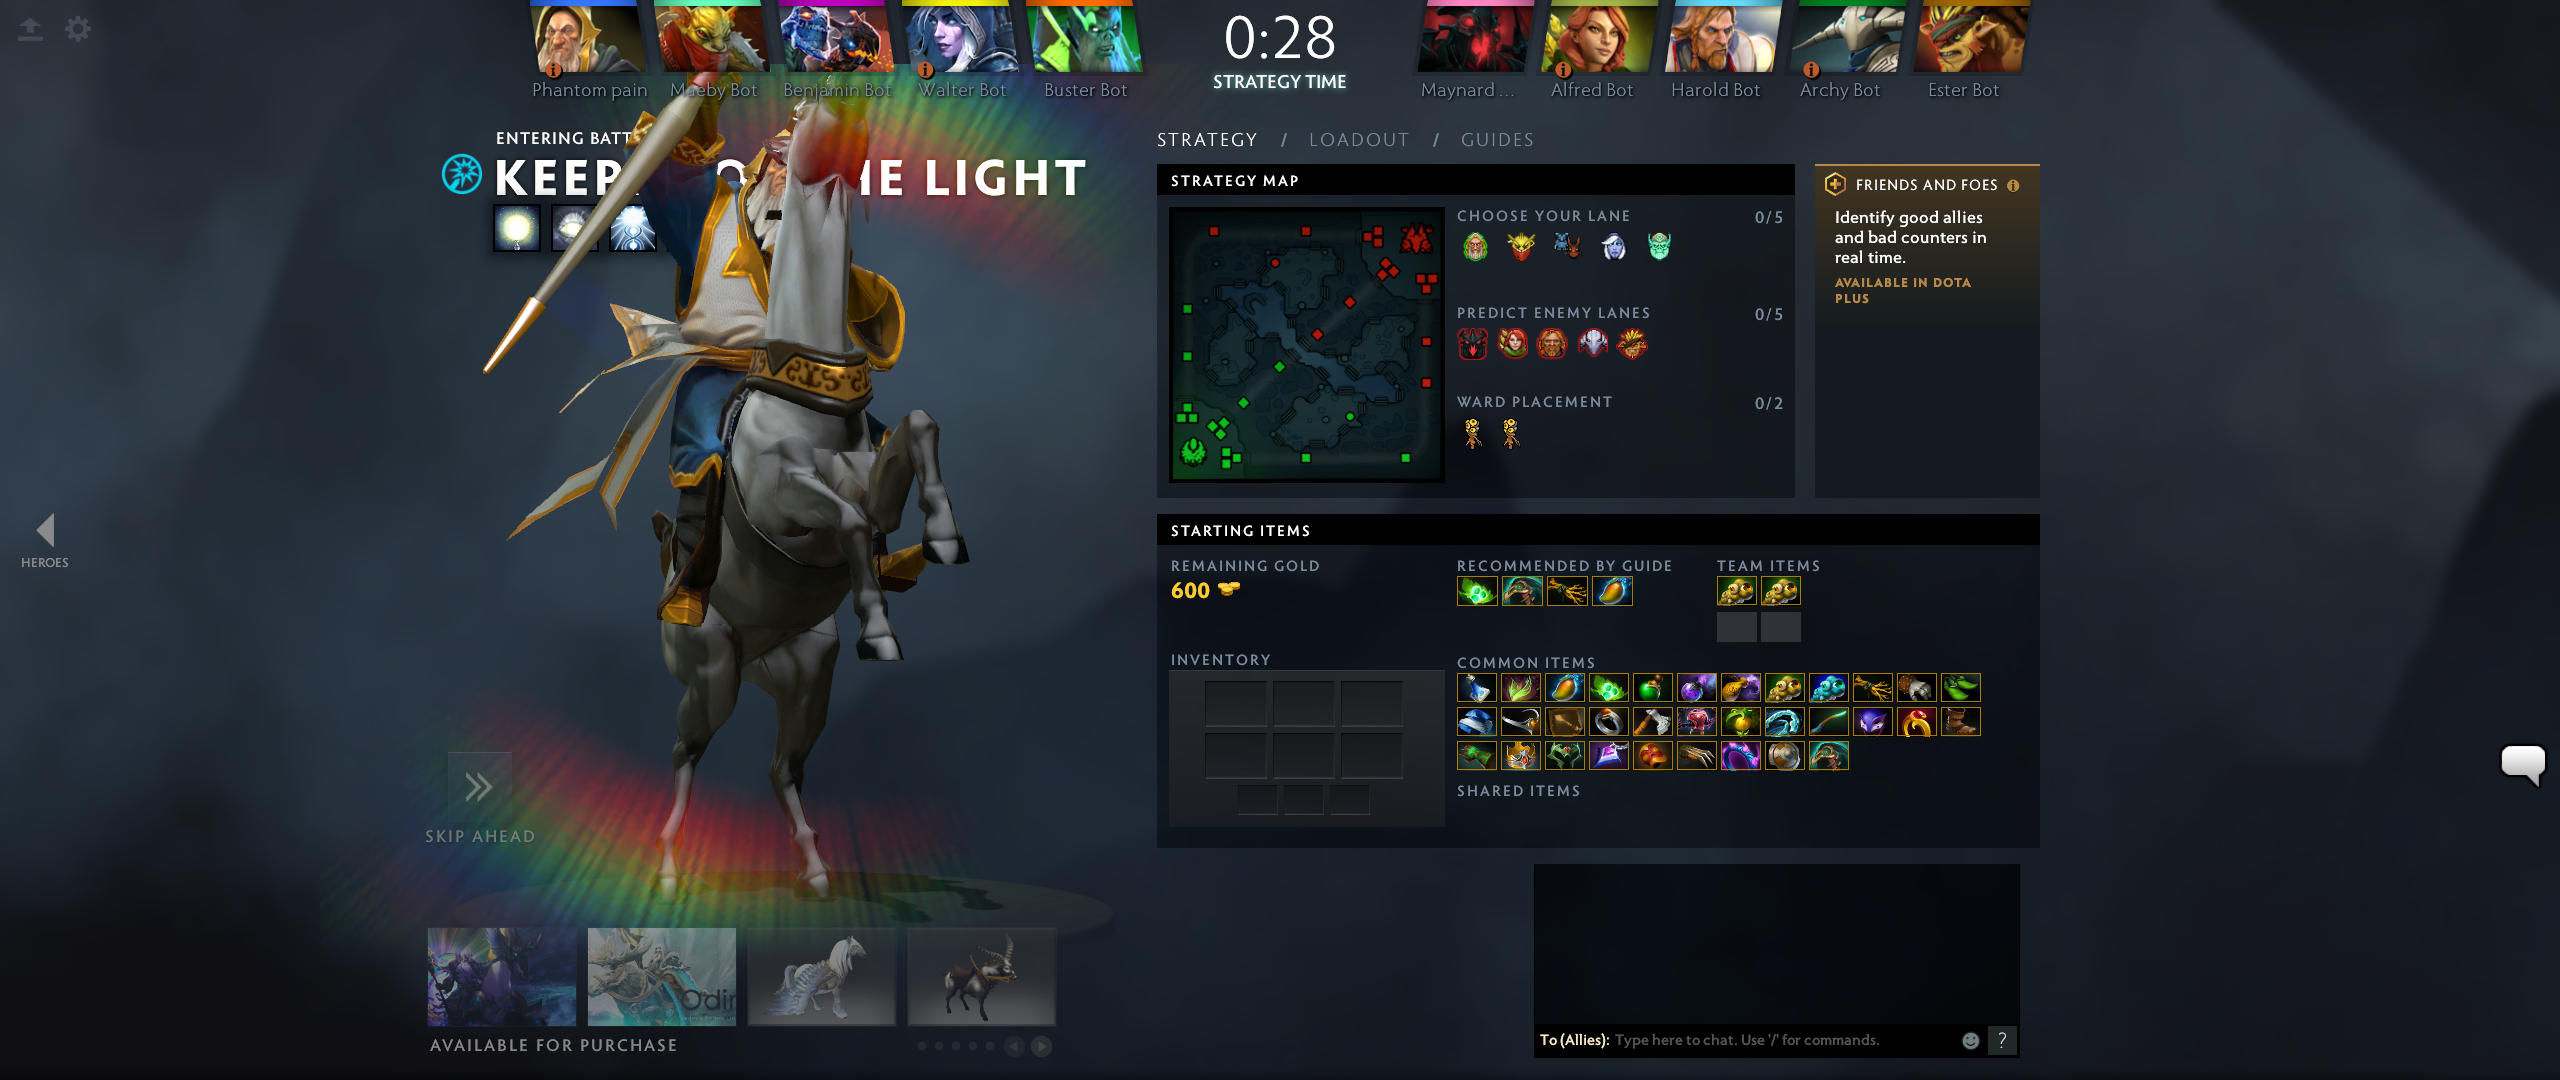 0:28
STRATEGY TIME
Phantom pain
Maeby Bot
Benjamin Bot
Walter Bot
Buster Bot
Maynard ...
Alfred Bot
Harold Bot
Archy Bot
Ester Bot
ENTERING BATT
KEEP THE LIGHT
STRATEGY / LOADOUT / GUIDES
STRATEGY MAP
CHOOSE YOUR LANE 0/5
PREDICT ENEMY LANES 0/5
WARD PLACEMENT 0/2
FRIENDS AND FOES
Identify good allies
and bad counters in
real time.
AVAILABLE IN DOTA
PLUS
HEROES
STARTING ITEMS
REMAINING GOLD
600
RECOMMENDED BY GUIDE
TEAM ITEMS
INVENTORY
COMMON ITEMS
SHARED ITEMS
SKIP AHEAD
AVAILABLE FOR PURCHASE
To (Allies): Type here to chat. Use '/' for commands.
?